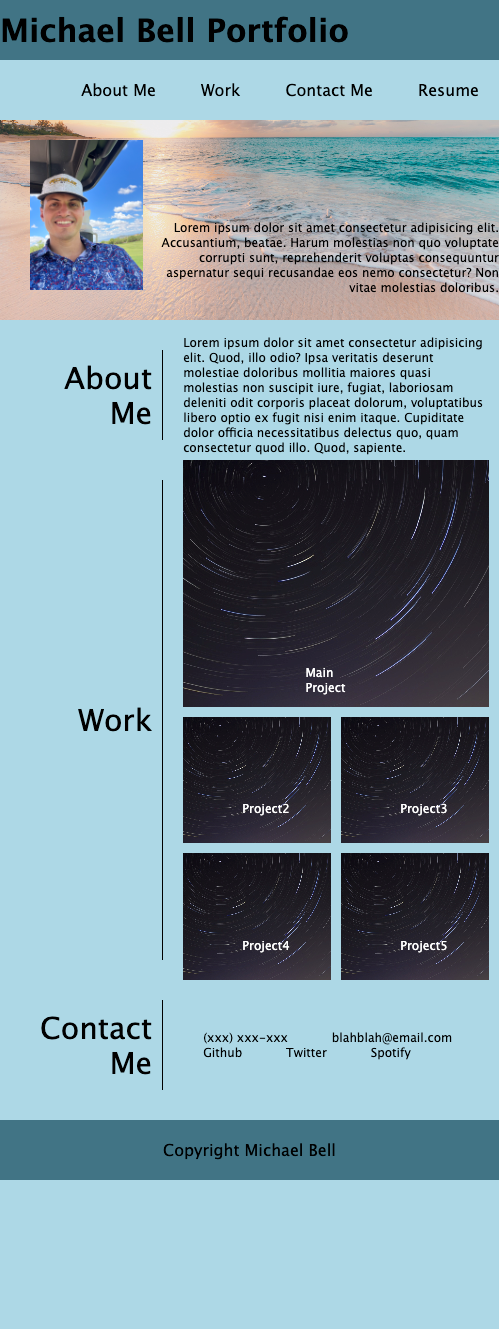 Michael Bell Portfolio
About Me Work Contact Me Resume
Lorem ipsum dolor sit amet consectetur adipisicing elit.
Accusantium, beatae. Harum molestias non quo voluptate
corrupti sunt, reprehenderit voluptas consequuntur
aspernatur sequi recusandae eos nemo consectetur? Non
vitae molestias doloribus.
About
Me
Lorem ipsum dolor sit amet consectetur adipisicing
elit. Quod, illo odio? Ipsa veritatis deserunt
molestiae doloribus mollitia maiores quasi
molestias non suscipit iure, fugiat, laboriosam
deleniti odit corporis placeat dolorum, voluptatibus
libero optio ex fugit nisi enim itaque. Cupiditate
dolor officia necessitatibus delectus quo, quam
consectetur quod illo. Quod, sapiente.
Work
Main
Project
Project2 Project3
Project4 Project5
Contact
Me
(xxx) xxx-xxx blahblah@email.com
Github Twitter Spotify
Copyright Michael Bell